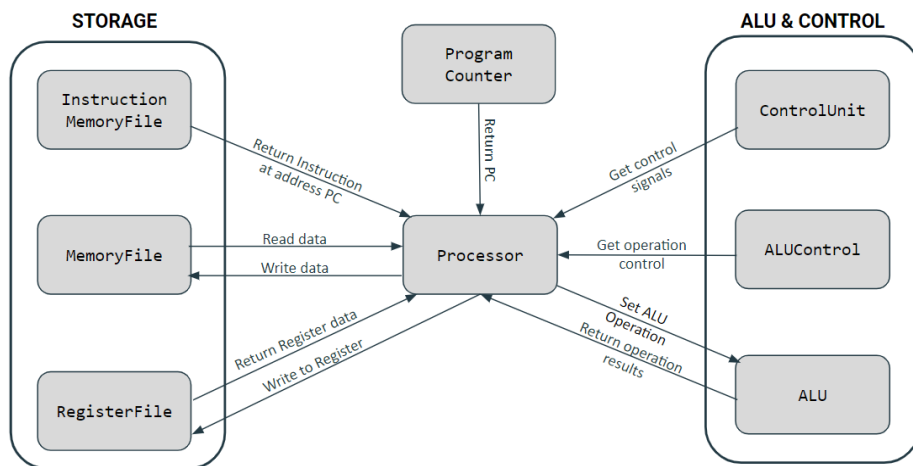 STORAGE
ALU & CONTROL
Program
Counter
Instruction
MemoryFile
ControlUnit
Return PC
Return Instruction
at address PC
Get control
signals
MemoryFile
Read data
Write data
Processor
Get operation
control
ALUControl
Set ALU
Operation
Return operation
results
Return Register data
Write to Register
RegisterFile
ALU